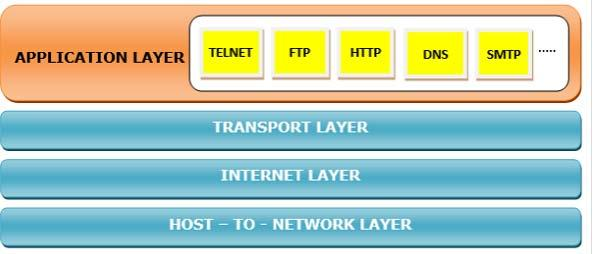 APPLICATION LAYER TELNET FTP HTTP DNS SMTP .....
TRANSPORT LAYER
INTERNET LAYER
HOST – TO - NETWORK LAYER